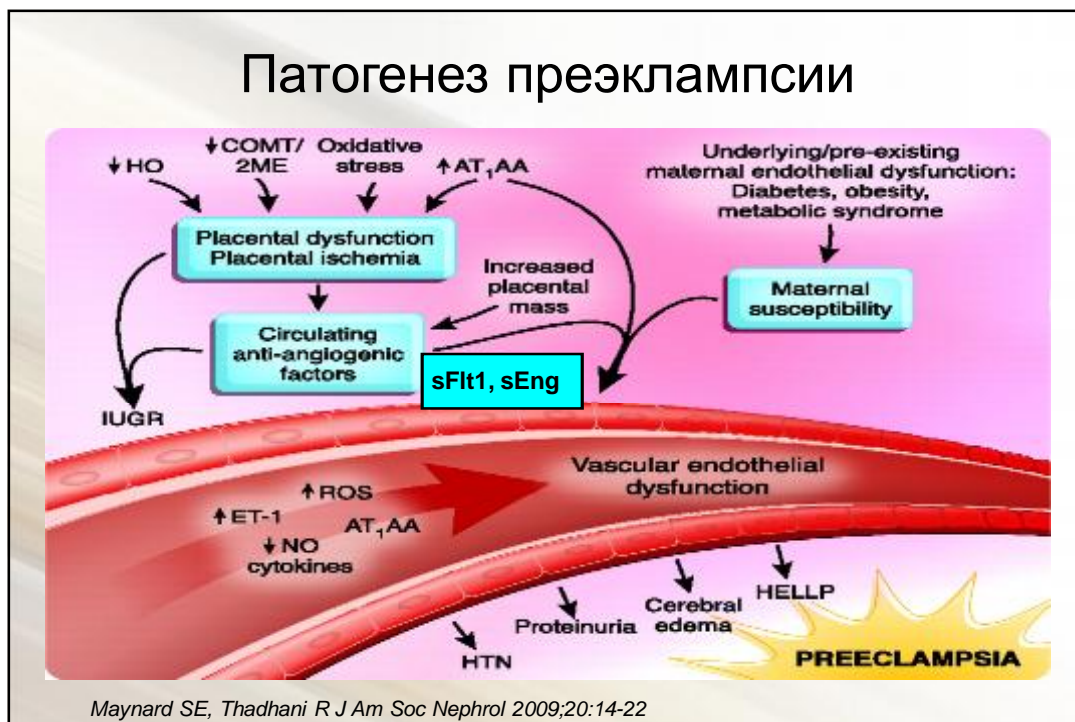 Патогенез преэклампсии
↓HO
↓COMT/
2ME
Oxidative
stress
↑AT₁AA
Underlying/pre-existing
maternal endothelial dysfunction:
Diabetes, obesity,
metabolic syndrome
Placental dysfunction
Placental ischemia
Increased
placental
mass
Maternal
susceptibility
Circulating
anti-angiogenic
factors
sFlt1, sEng
IUGR
Vascular endothelial
dysfunction
↑ROS
↑ET-1
AT₁AA
↓NO
cytokines
HTN
Proteinuria
Cerebral
edema
HELLP
PREECLAMPSIA
Maynard SE, Thadhani R J Am Soc Nephrol 2009;20:14-22